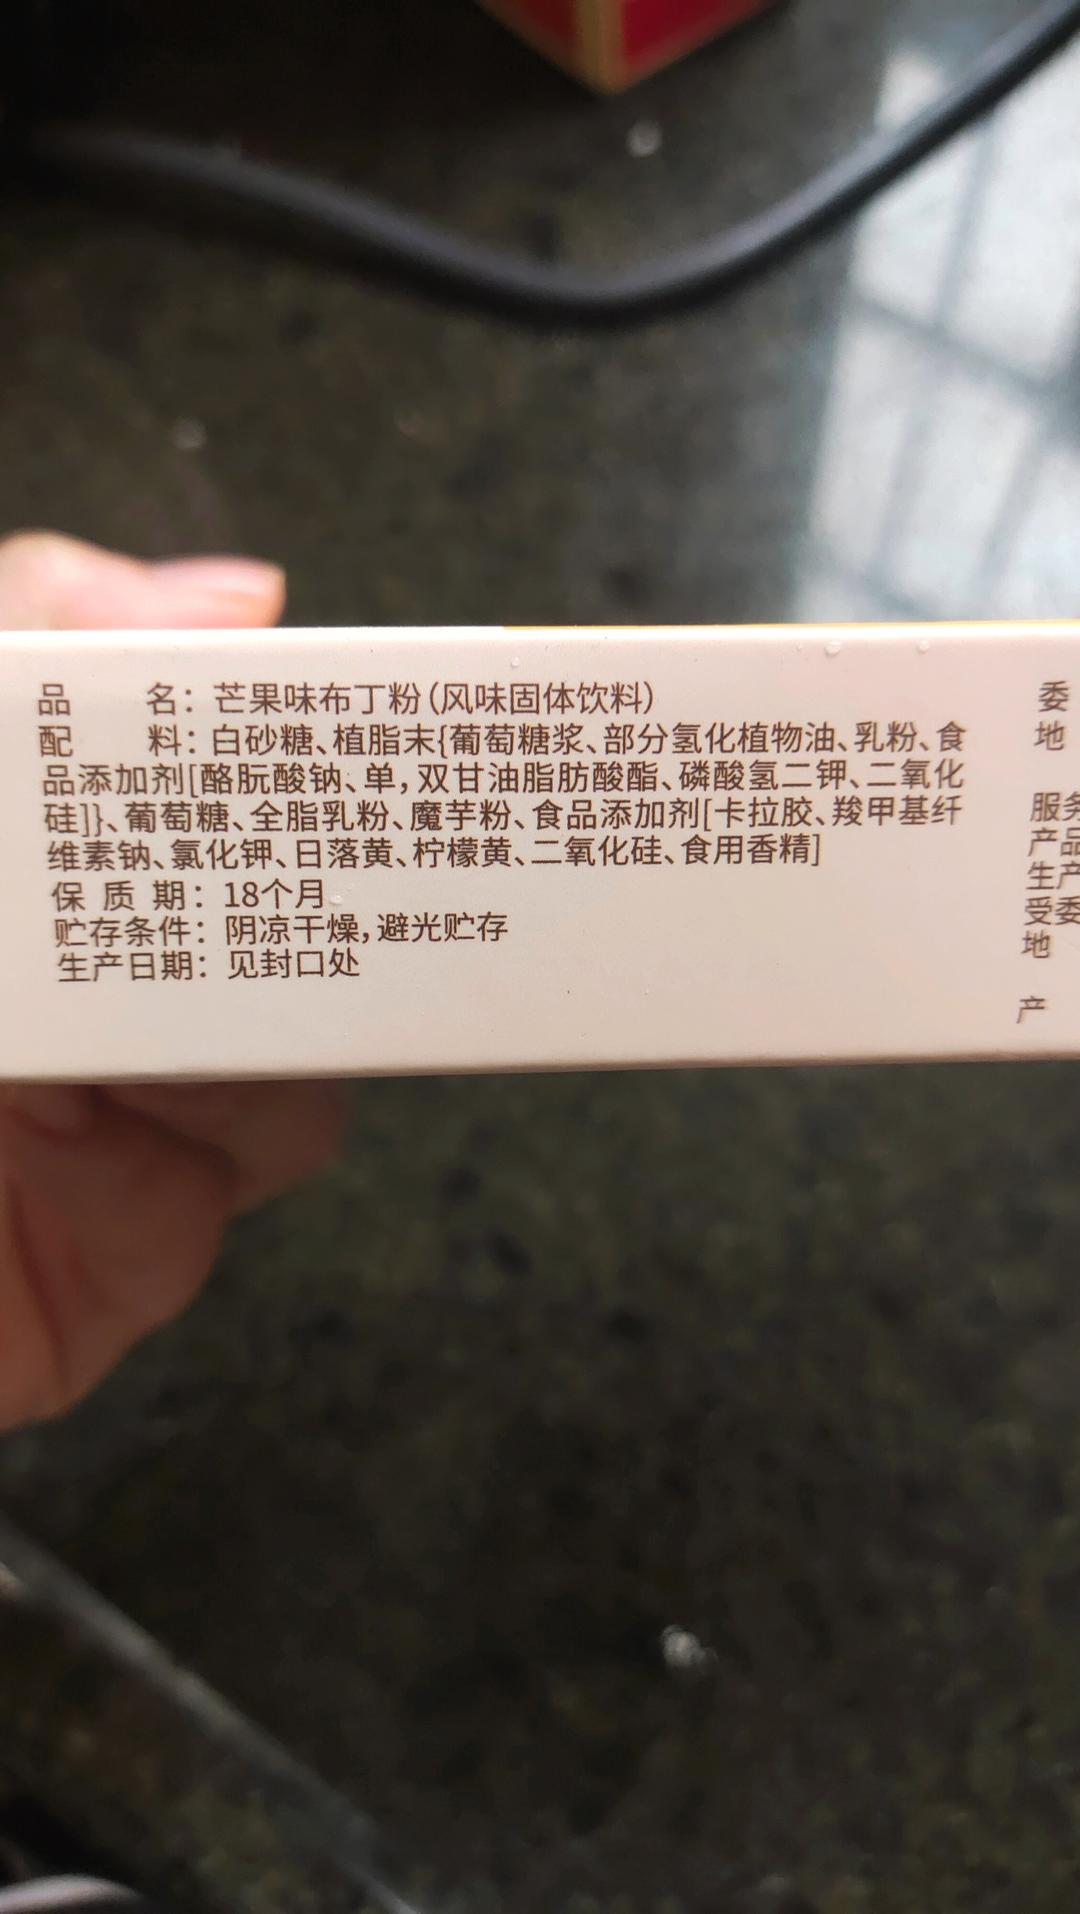 品 名：芒果味布丁粉（风味固体饮料）
配 料：白砂糖、植脂末{葡萄糖浆、部分氢化植物油、乳粉、食
品添加剂[酪朊酸钠、单，双甘油脂肪酸酯、磷酸氢二钾、二氧化
硅]}、葡萄糖、全脂乳粉、魔芋粉、食品添加剂[卡拉胶、羧甲基纤
维素钠、氯化钾、日落黄、柠檬黄、二氧化硅、食用香精]
保 质 期：18个月
贮存条件：阴凉干燥，避光贮存
生产日期：见封口处
委
地
服务
产品
生产
受委
地
产